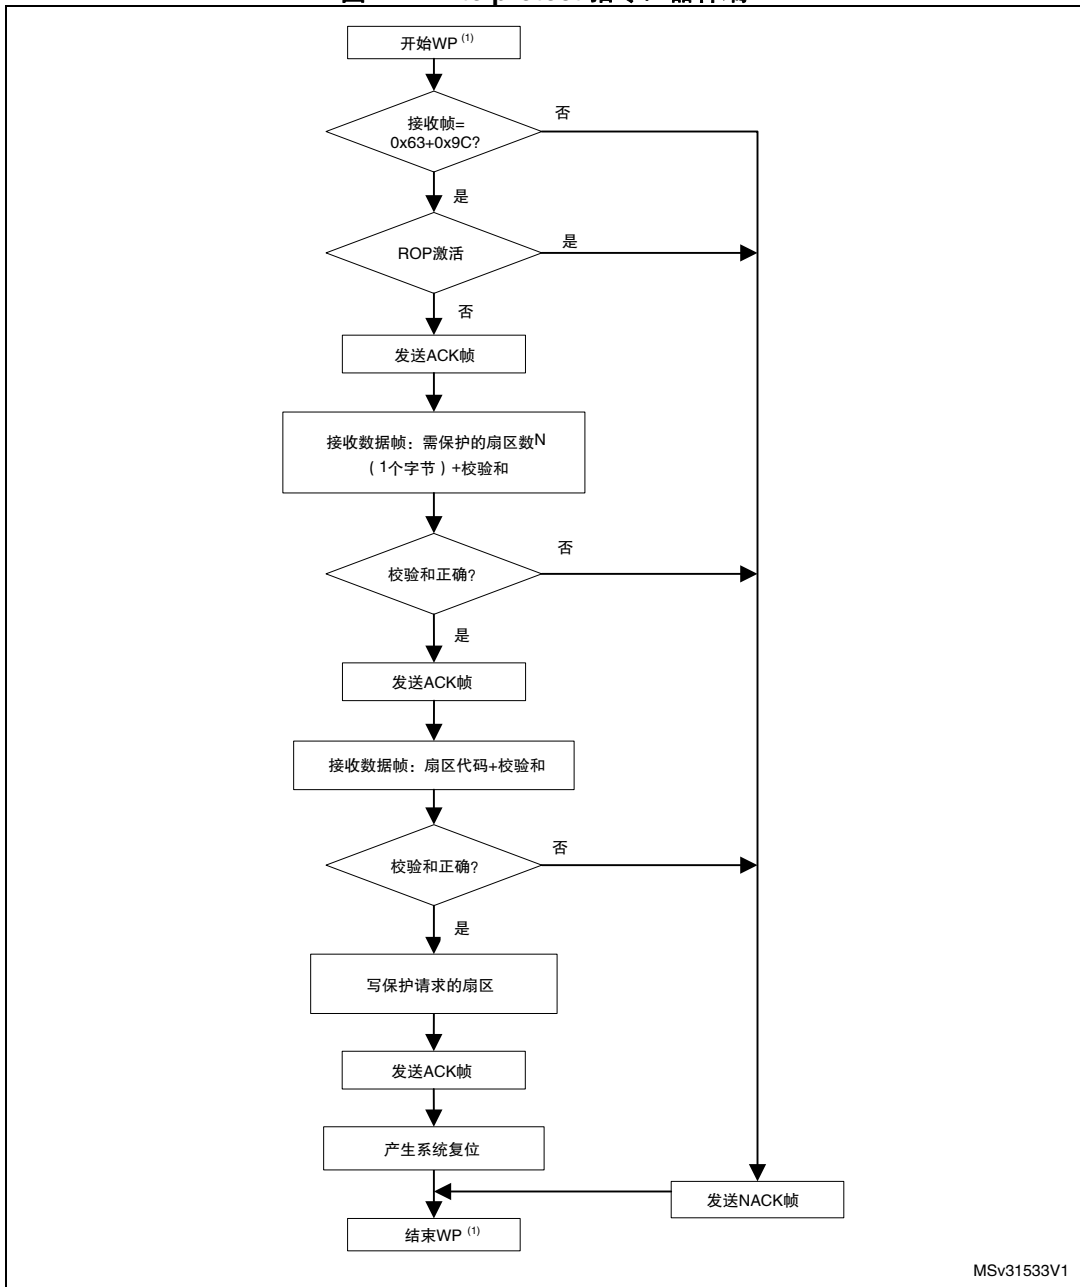 开始WP (1)
接收帧=
0x63+0x9C?
否
是
ROP激活
是
否
发送ACK帧
接收数据帧：需保护的扇区数N
（1个字节）+校验和
校验和正确?
否
是
发送ACK帧
接收数据帧：扇区代码+校验和
校验和正确?
否
是
写保护请求的扇区
发送ACK帧
产生系统复位
发送NACK帧
结束WP (1)
MSv31533V1